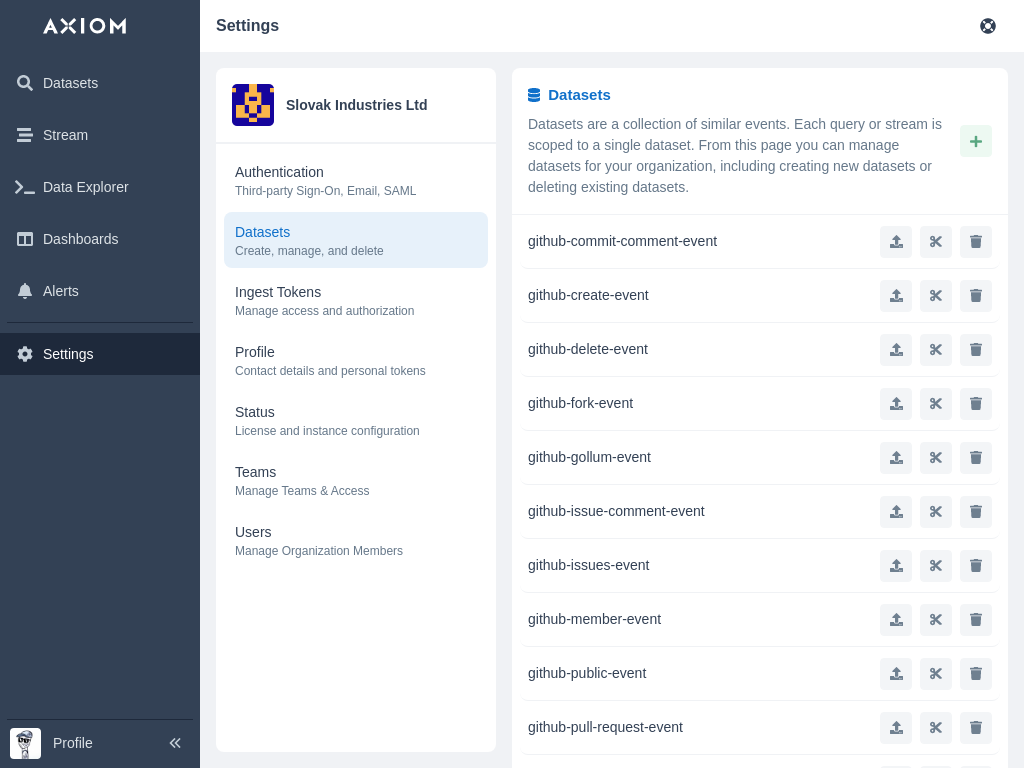 AXIOM
Settings
Datasets
Stream
Data Explorer
Dashboards
Alerts
Settings
Profile
Slovak Industries Ltd
Authentication
Third-party Sign-On, Email, SAML
Datasets
Create, manage, and delete
Ingest Tokens
Manage access and authorization
Profile
Contact details and personal tokens
Status
License and instance configuration
Teams
Manage Teams & Access
Users
Manage Organization Members
Datasets
Datasets are a collection of similar events. Each query or stream is
scoped to a single dataset. From this page you can manage
datasets for your organization, including creating new datasets or
deleting existing datasets.
github-commit-comment-event
github-create-event
github-delete-event
github-fork-event
github-gollum-event
github-issue-comment-event
github-issues-event
github-member-event
github-public-event
github-pull-request-event